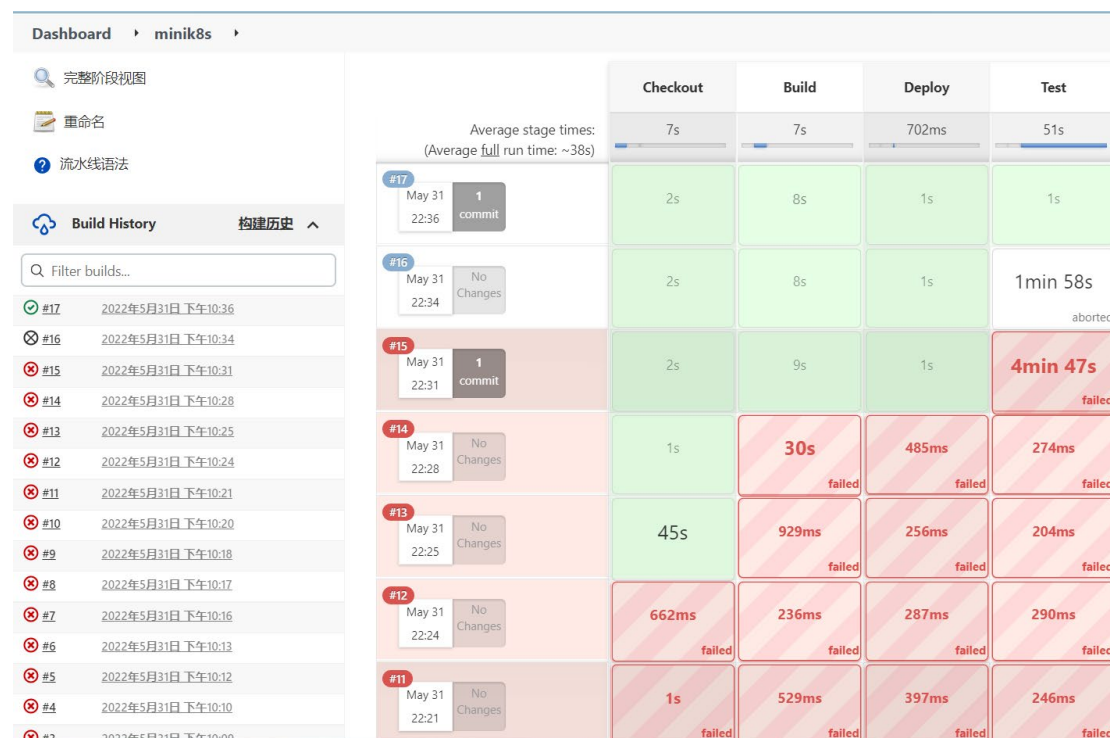 Dashboard minik8s
完整阶段视图
重命名
流水线语法
Build History 构建历史
Filter builds...
#17 2022年5月31日 下午10:36
#16 2022年5月31日 下午10:34
#15 2022年5月31日 下午10:31
#14 2022年5月31日 下午10:28
#13 2022年5月31日 下午10:25
#12 2022年5月31日 下午10:24
#11 2022年5月31日 下午10:21
#10 2022年5月31日 下午10:20
#9 2022年5月31日 下午10:18
#8 2022年5月31日 下午10:17
#7 2022年5月31日 下午10:16
#6 2022年5月31日 下午10:13
#5 2022年5月31日 下午10:12
#4 2022年5月31日 下午10:10
Checkout Build Deploy Test
Average stage times: 7s 7s 702ms 51s
(Average full run time: ~38s)
#17
May 31 1
22:36 commit
2s 8s 1s 1s
#16
May 31 No
22:34 Changes
2s 8s 1s 1min 58s
aborted
#15
May 31 1
22:31 commit
2s 9s 1s 4min 47s
failed
#14
May 31 No
22:28 Changes
1s 30s 485ms 274ms
failed failed failed
#13
May 31 No
22:25 Changes
45s 929ms 256ms 204ms
failed failed failed
#12
May 31 No
22:24 Changes
662ms 236ms 287ms 290ms
failed failed failed failed
#11
May 31 No
22:21 Changes
1s 529ms 397ms 246ms
failed failed failed failed